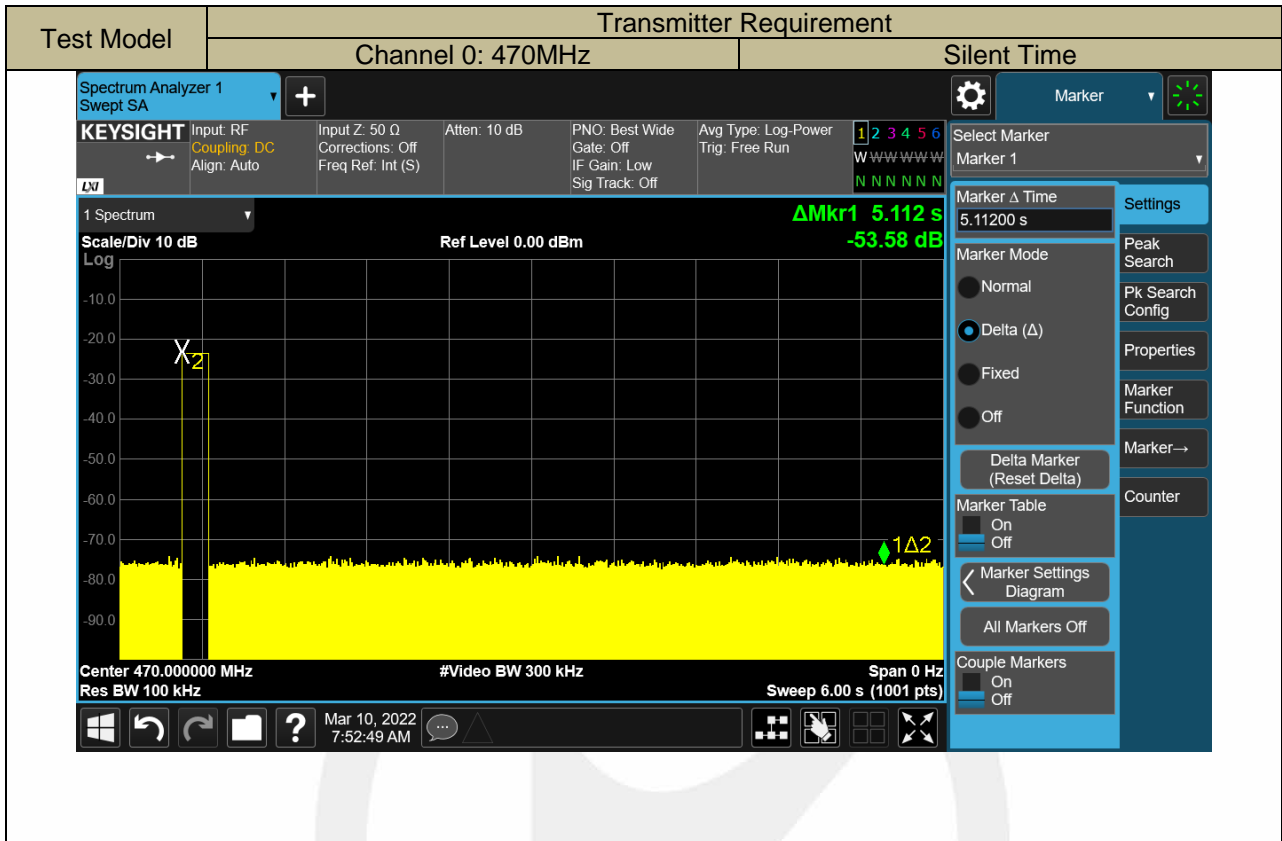 Test Model
Transmitter Requirement
Channel 0: 470MHz
Silent Time
Spectrum Analyzer 1
Swept SA
Marker
KEYSIGHT
LXI
Input: RF
Coupling: DC
Align: Auto
Input Z: 50 Ω
Corrections: Off
Freq Ref: Int (S)
Atten: 10 dB
PNO: Best Wide
Gate: Off
IF Gain: Low
Sig Track: Off
Avg Type: Log-Power
Trig: Free Run
1 2 3 4 5 6
W W W W W W
N N N N N N
1 Spectrum
ΔMkr1 5.112 s
-53.58 dB
Scale/Div 10 dB
Ref Level 0.00 dBm
Log
-10.0
-20.0
-30.0
-40.0
-50.0
-60.0
-70.0
-80.0
-90.0
2
1Δ2
Center 470.000000 MHz
#Video BW 300 kHz
Span 0 Hz
Res BW 100 kHz
Sweep 6.00 s (1001 pts)
Mar 10, 2022
7:52:49 AM
Select Marker
Marker 1
Marker Δ Time
5.11200 s
Marker Mode
Normal
Delta (Δ)
Fixed
Off
Delta Marker
(Reset Delta)
Marker Table
On
Off
Marker Settings
Diagram
All Markers Off
Couple Markers
On
Off
Settings
Peak
Search
Pk Search
Config
Properties
Marker
Function
Marker→
Counter